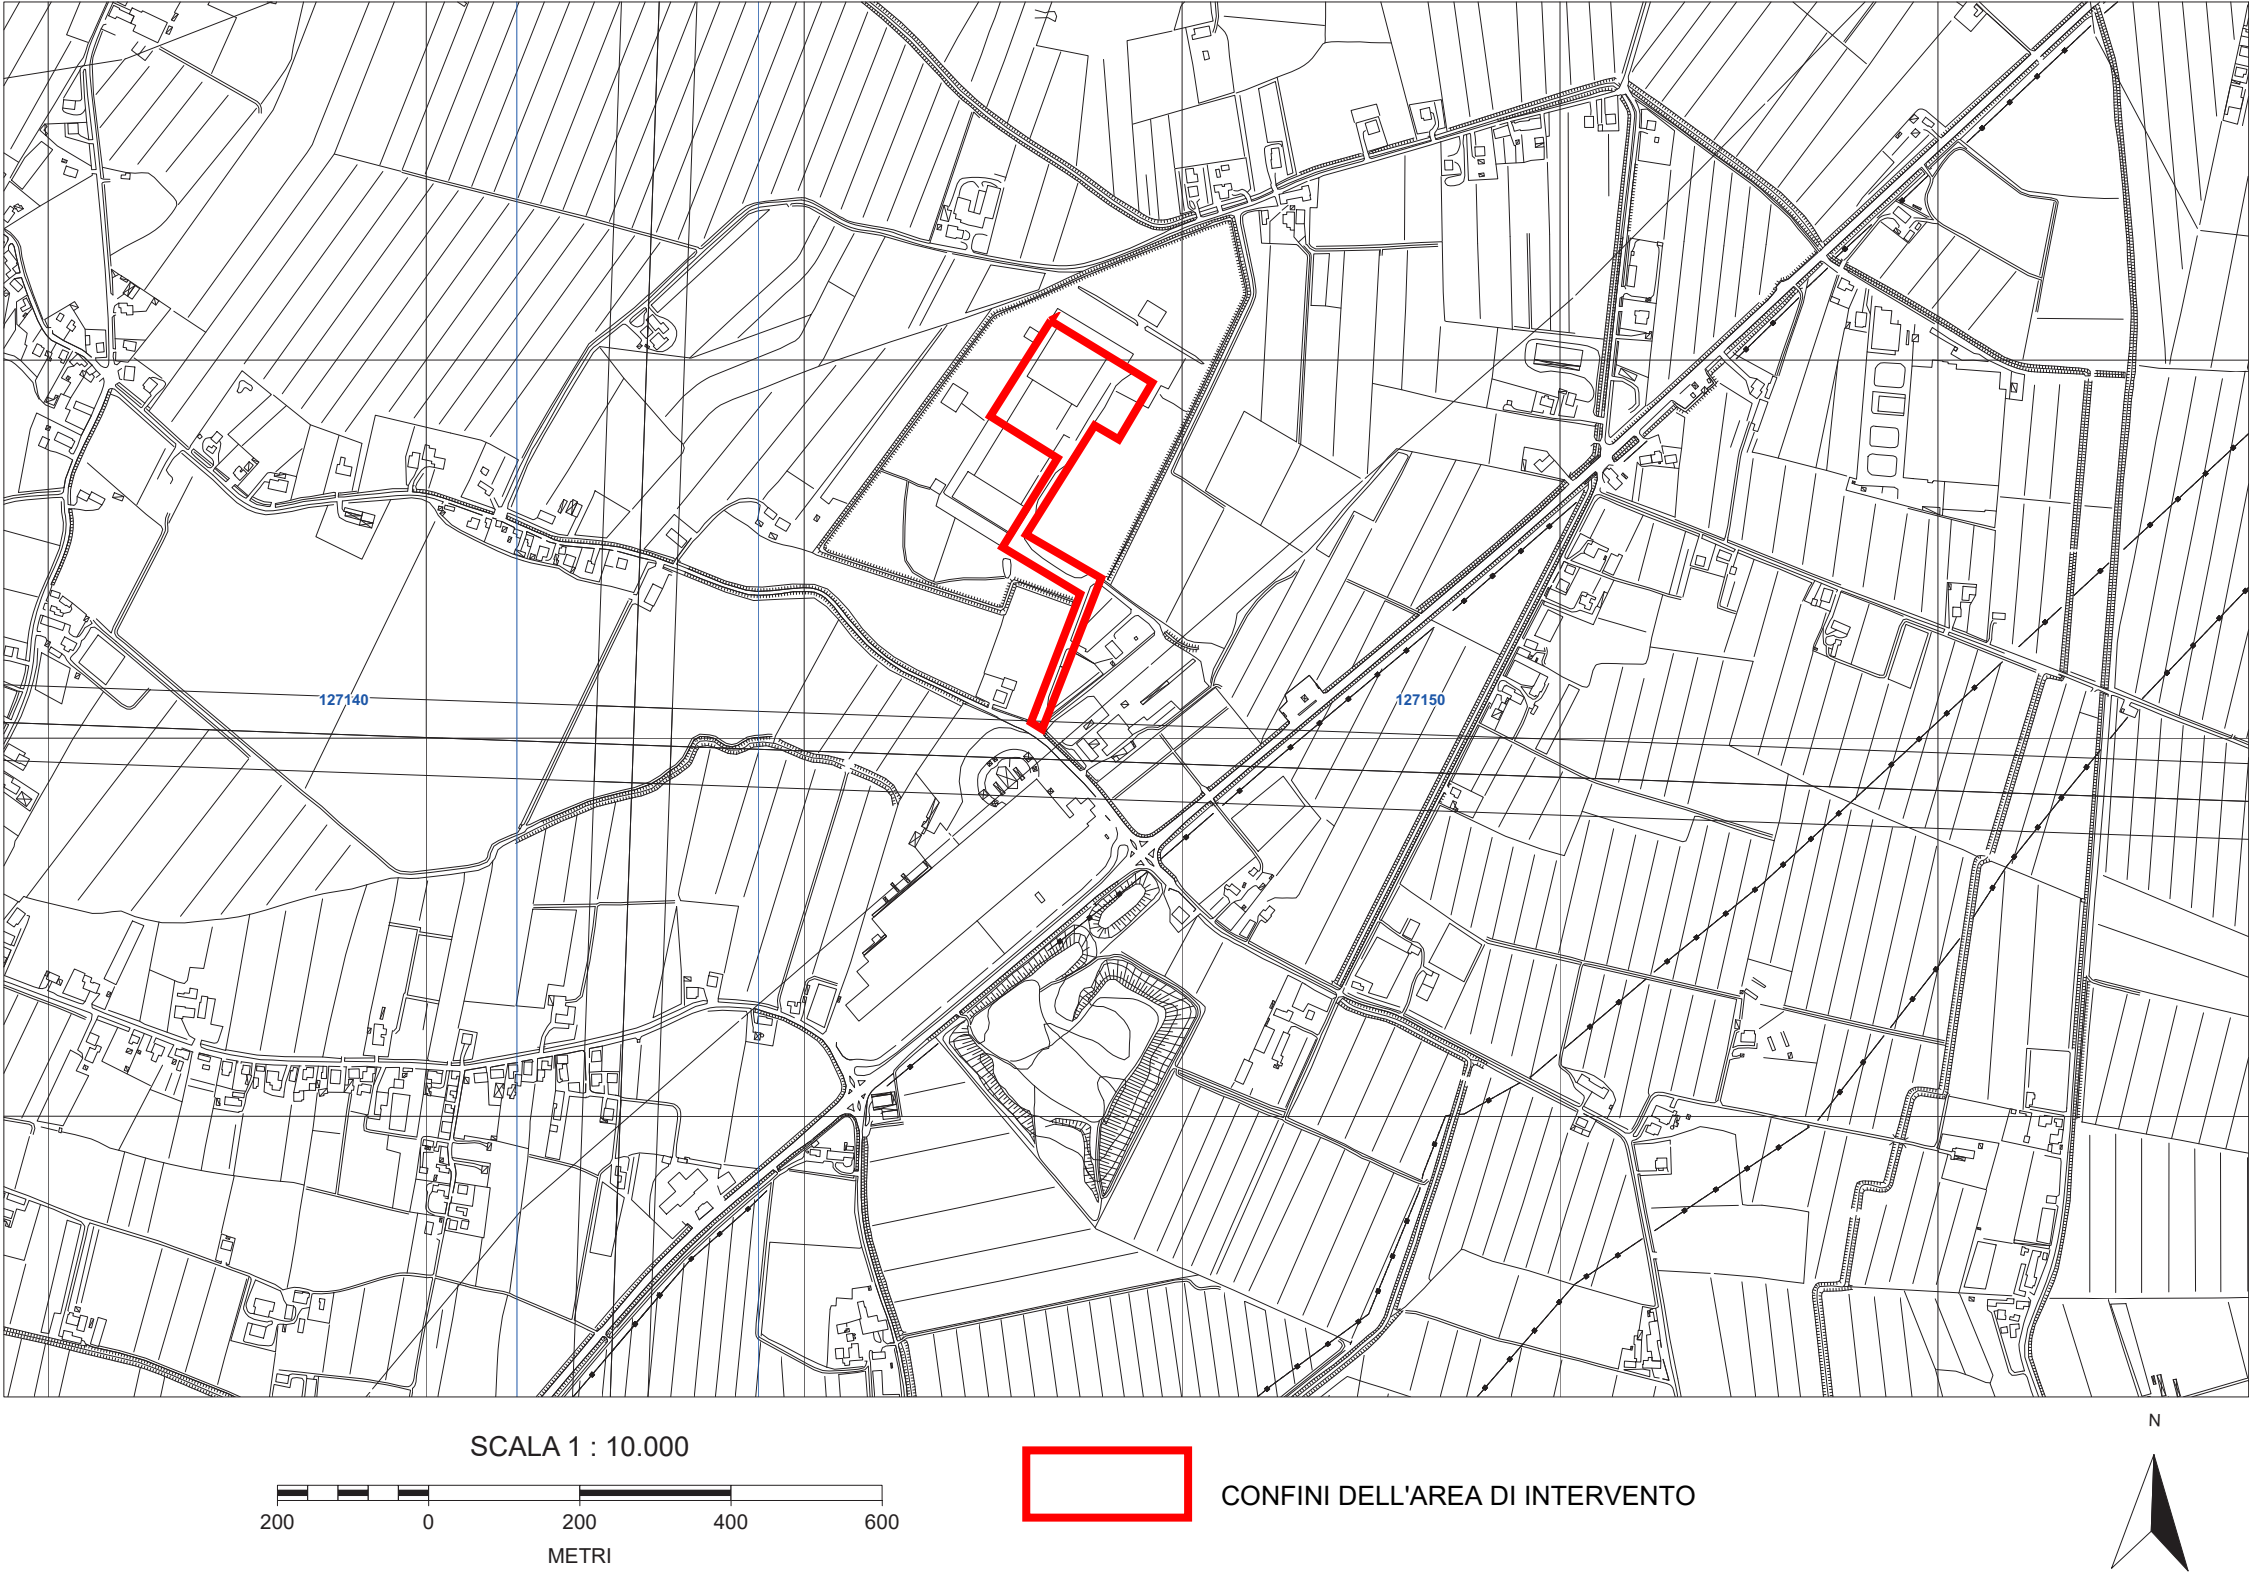 127140
127150
N
SCALA 1 : 10.000
CONFINI DELL'AREA DI INTERVENTO
200 0 200 400 600
METRI